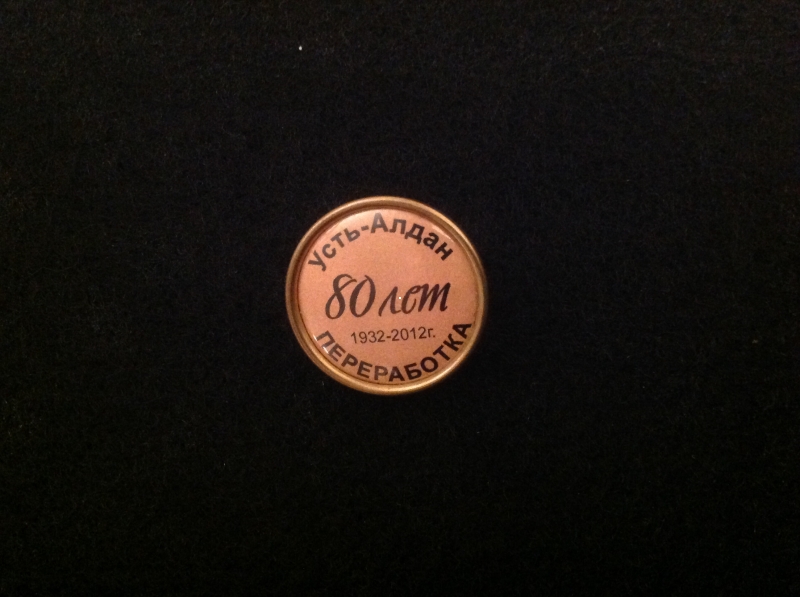 Усть-Алдан
80 лет
1932-2012г.
ПЕРЕРАБОТКА